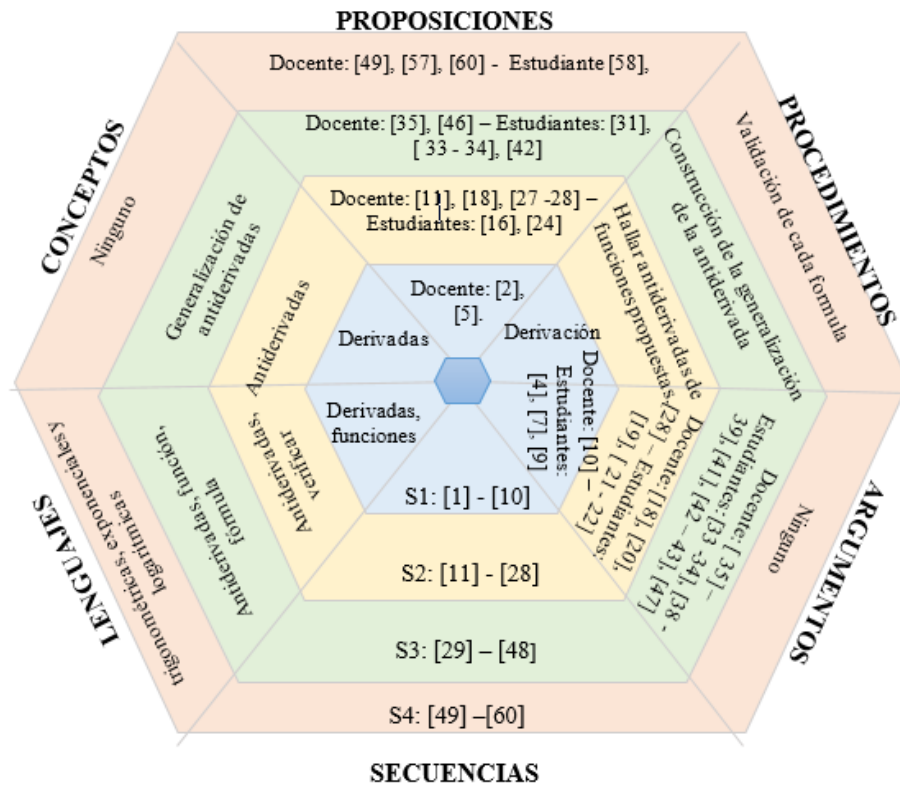 PROPOSICIONES
Docente: [49], [57], [60] - Estudiante [58],
Docente: [35], [46] – Estudiantes: [31],
[ 33 - 34), [42]
Docente: [11], [18], [27 -28] –
Estudiantes: [16], [24]
Docente: [2],
[5].
CONCEPTOS
Ninguno
Generalización de
antiderivadas
Antiderivadas
Derivadas
PROCEDIMIENTOS
Validación de cada formula
Construcción de la generalización
de la antiderivada
Hallar antiderivadas de
funciones propuestas
Derivación
LENGUAJES
trigonométricas, exponenciales y
logarítmicas
Antiderivadas, función,
fórmula
Antiderivadas,
verificar
Derivadas,
funciones
ARGUMENTOS
Ninguno
Docente: [35] –
Estudiantes: [33 -34), [38 -
39], [41], [42 – 43], [47]
Docente: [18], [20],
[28] – Estudiantes:
[19], [21 - 22]
Docente: [10] –
Estudiantes:
[4], [7], [9]
S1: [1] - [10]
S2: [11] - [28]
S3: [29] – [48]
S4: [49] –[60]
SECUENCIAS